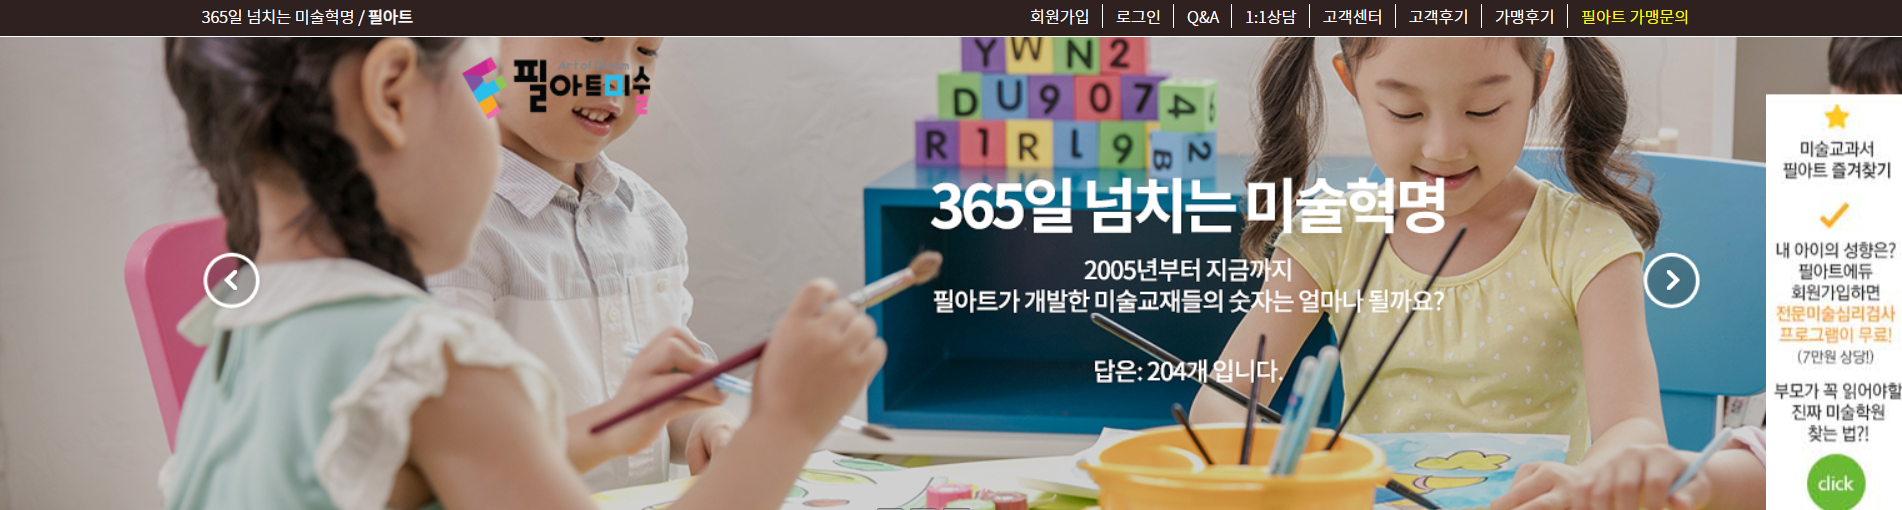 365일 넘치는 미술혁명 / 필아트
회원가입
로그인
Q&A
1:1상담
고객센터
고객후기
가맹후기
필아트 가맹문의
필아트미술
Y W N 2
D U 9 0 7 4
R 1 R L 9 B 2
365일 넘치는 미술혁명
2005년부터 지금까지
필아트가 개발한 미술교재들의 숫자는 얼마나 될까요?
답은: 204개 입니다.
미술교과서
필아트 즐겨찾기
내 아이의 성향은?
필아트에듀
회원가입하면
전문미술심리검사
프로그램이 무료!
(7만원 상당!)
부모가 꼭 읽어야할
진짜 미술학원
찾는 법?!
click